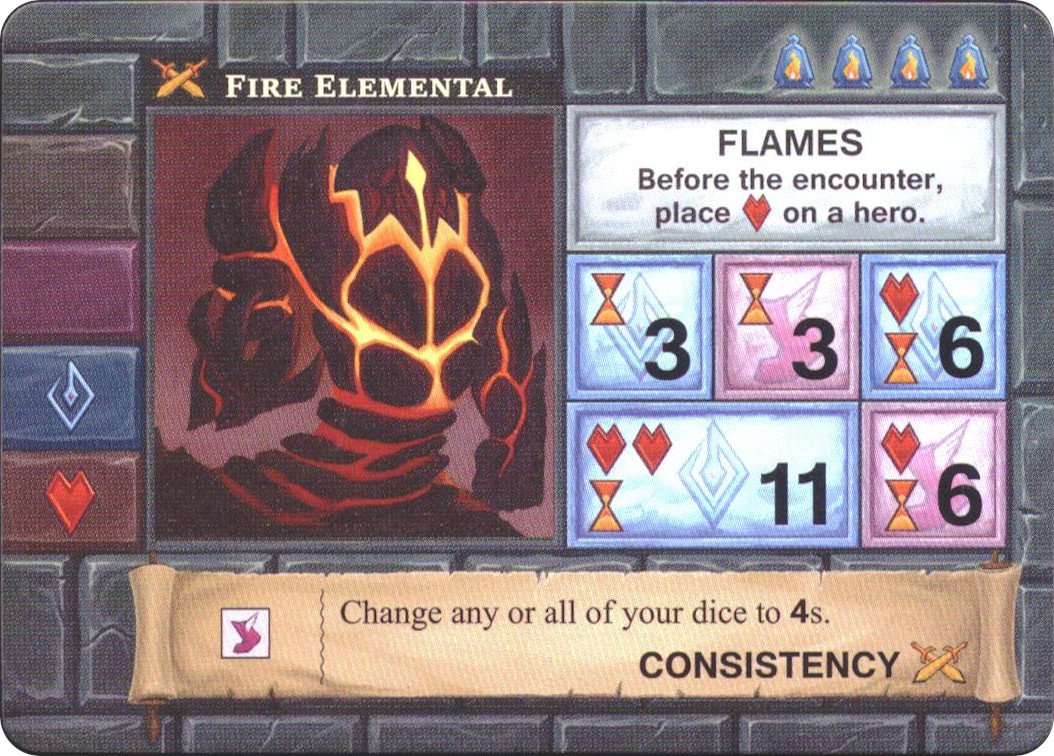 FIRE ELEMENTAL
FLAMES
Before the encounter,
place on a hero.
3
3
6
11
6
Change any or all of your dice to 4s.
CONSISTENCY